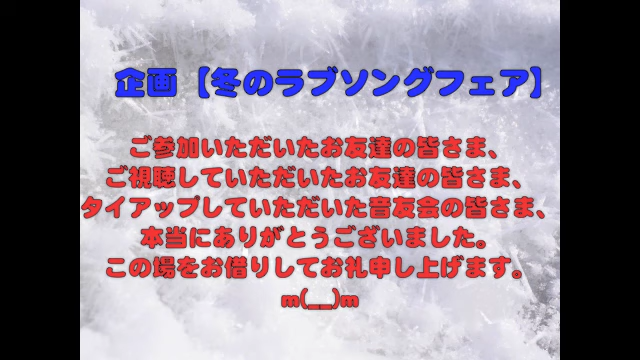 企画【冬のラブソングフェア】
ご参加いただいたお友達の皆さま、
ご視聴していただいたお友達の皆さま、
タイアップしていただいた音友会の皆さま、
本当にありがとうございました。
この場をお借りしてお礼申し上げます。
m(__)m